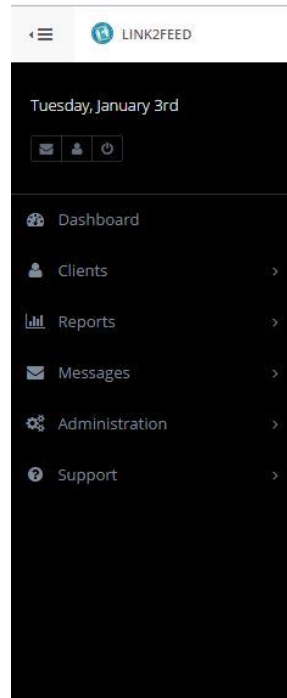 LINK2FEED
Tuesday, January 3rd
Dashboard
Clients
Reports
Messages
Administration
Support